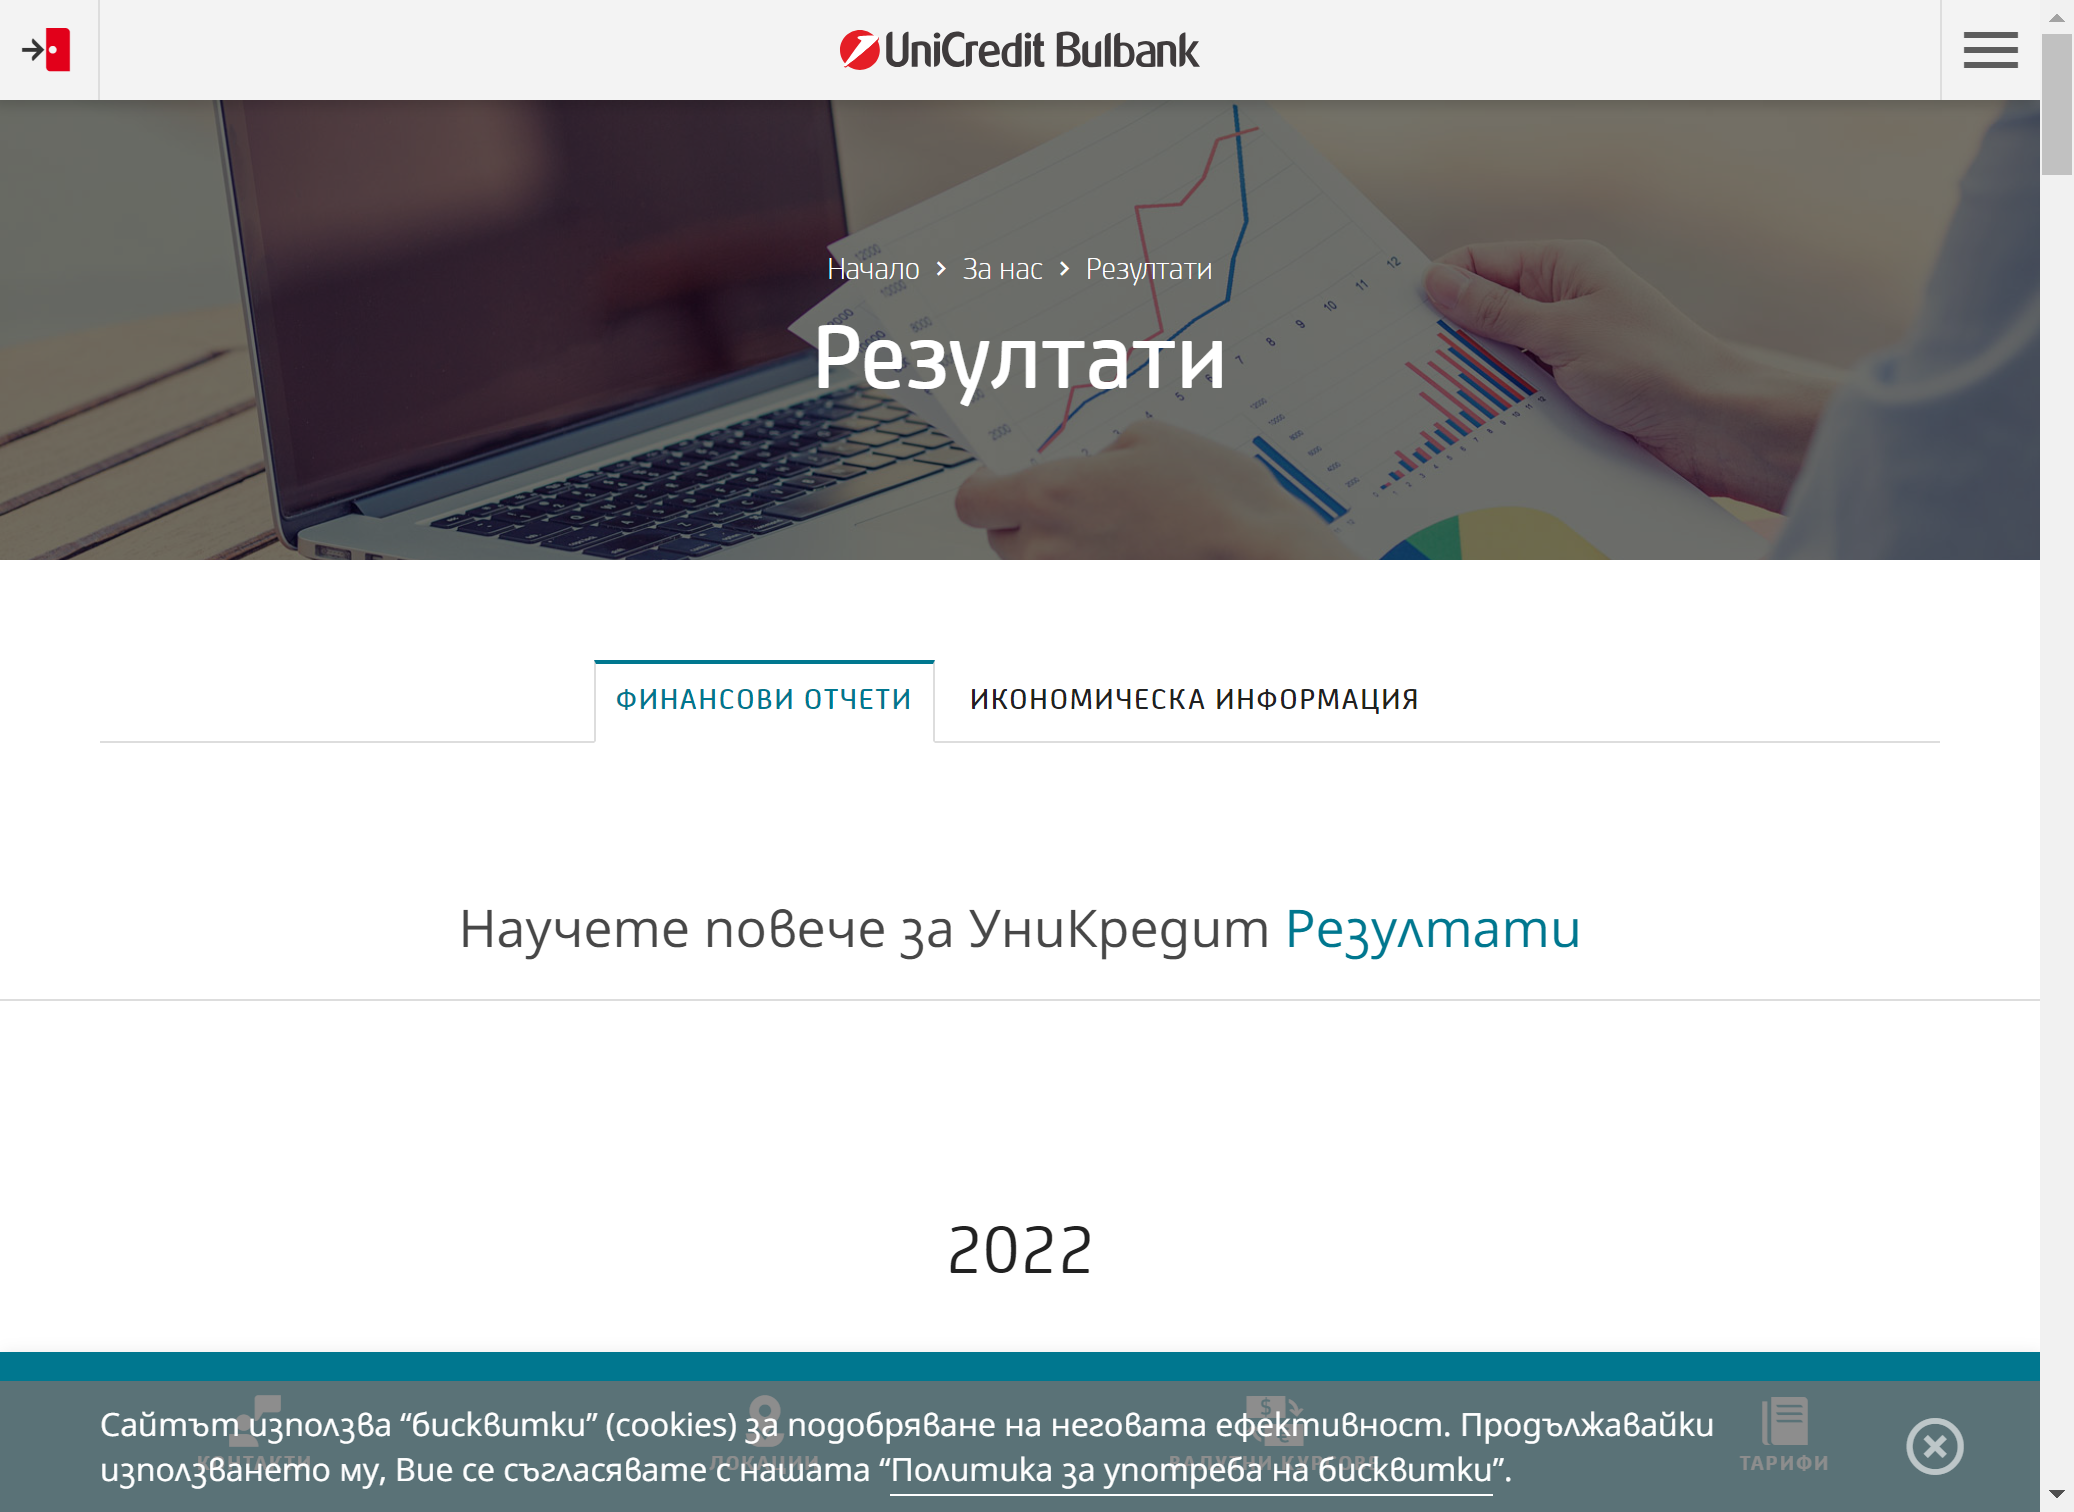 UniCredit Bulbank
Начало > За нас > Резултати
Резултати
ФИНАНСОВИ ОТЧЕТИ
ИКОНОМИЧЕСКА ИНФОРМАЦИЯ
Научете повече за УниКредит Резултати
2022
Сайтът използва “бисквитки” (cookies) за подобряване на неговата ефективност. Продължавайки
използването му, Вие се съгласявате с нашата “Политика за употреба на бисквитки”.
КОНТАКТИ
ЛОКАЦИИ
ТАРИФИ